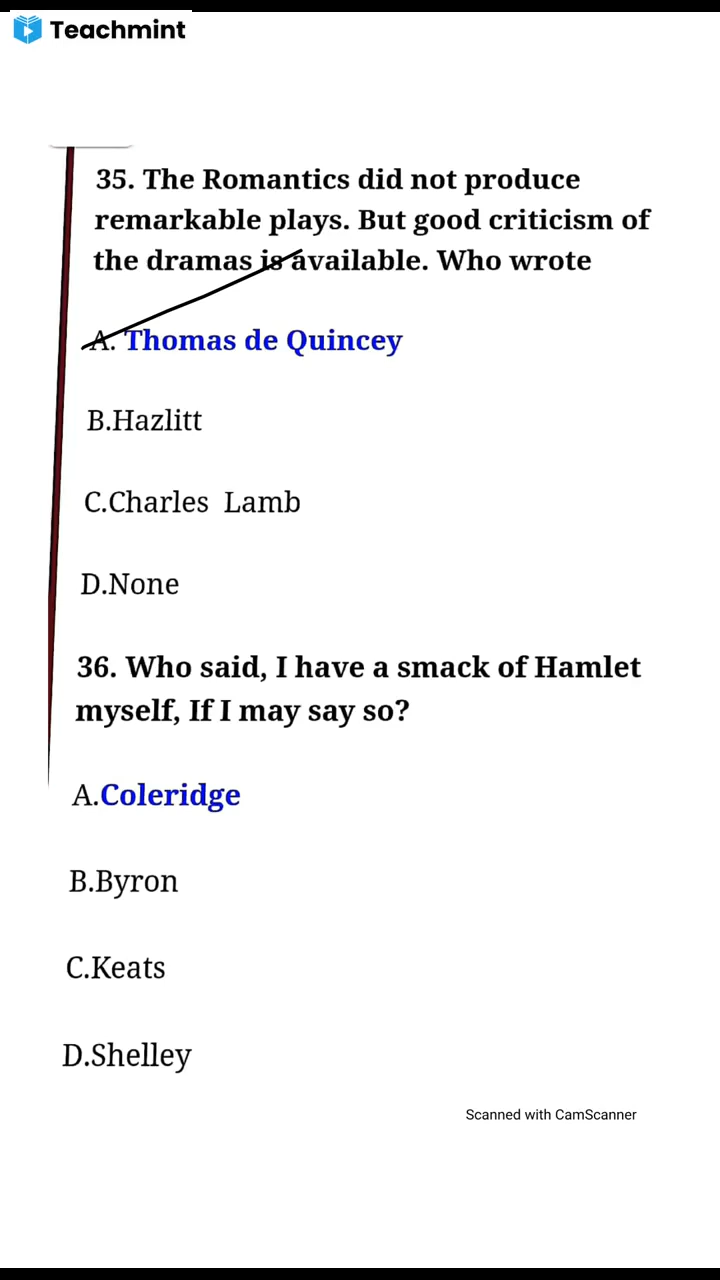 Teachmint
35. The Romantics did not produce
remarkable plays. But good criticism of
the dramas is available. Who wrote
A. Thomas de Quincey
B.Hazlitt
C.Charles Lamb
D.None
36. Who said, I have a smack of Hamlet
myself, If I may say so?
A.Coleridge
B.Byron
C.Keats
D.Shelley
Scanned with CamScanner